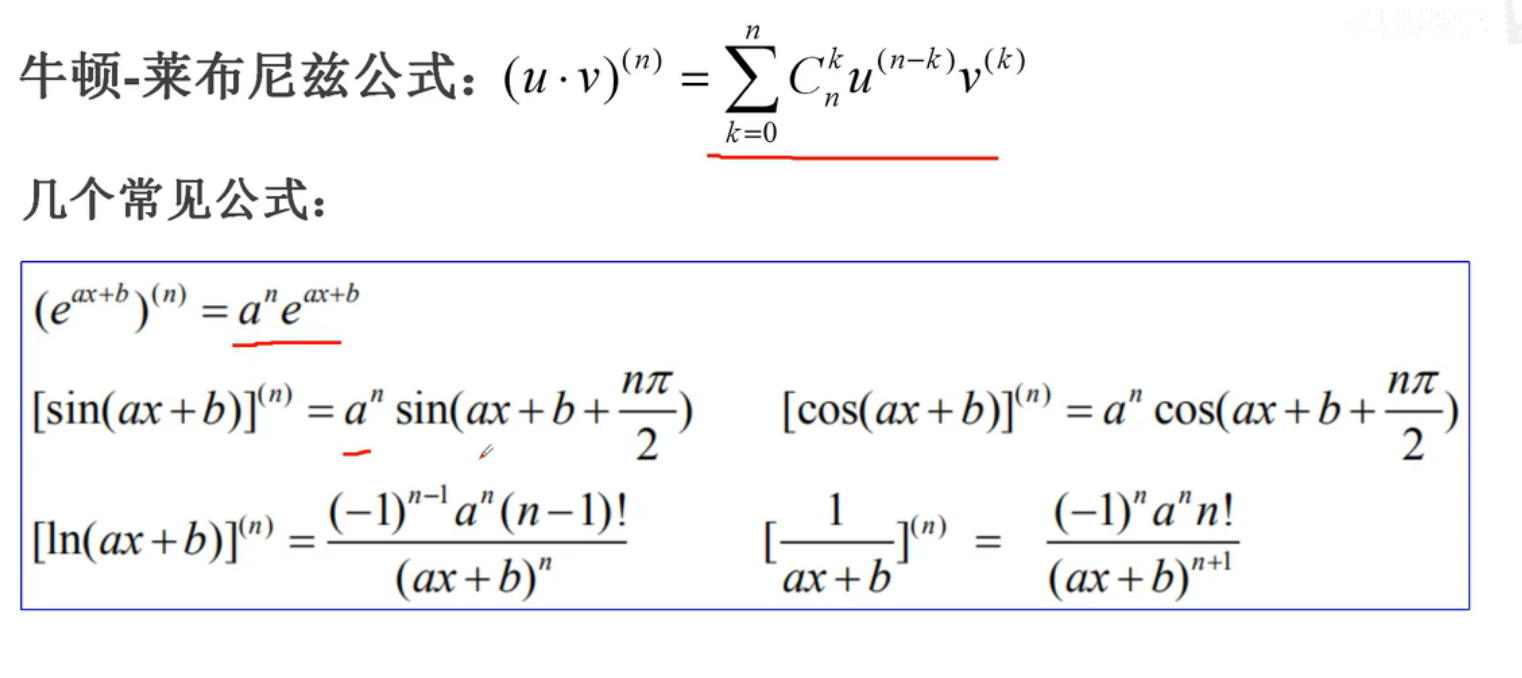 牛顿-莱布尼兹公式：$(u \cdot v)^{(n)} = \sum_{k=0}^{n} C_n^k u^{(n-k)} v^{(k)}$
几个常见公式：
$(e^{ax+b})^{(n)} = a^n e^{ax+b}$
$[\sin(ax+b)]^{(n)} = a^n \sin(ax+b+\frac{n\pi}{2})$ $[\cos(ax+b)]^{(n)} = a^n \cos(ax+b+\frac{n\pi}{2})$
$[\ln(ax+b)]^{(n)} = \frac{(-1)^{n-1} a^n (n-1)!}{(ax+b)^n}$ $[\frac{1}{ax+b}]^{(n)} = \frac{(-1)^n a^n n!}{(ax+b)^{n+1}}$